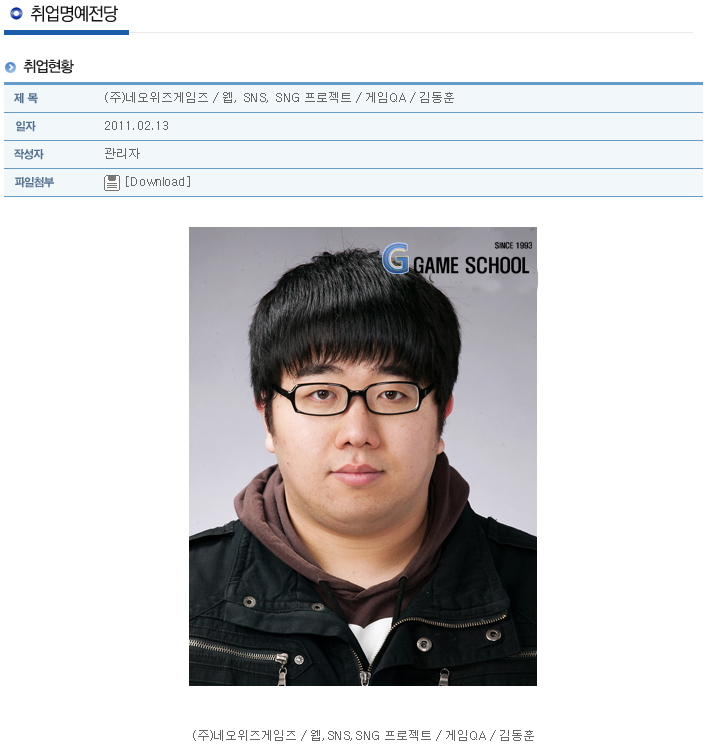 취업명예전당
취업현황
제 목 (주)네오위즈게임즈 / 웹, SNS, SNG 프로젝트 / 게임QA / 김동훈
일자 2011.02.13
작성자 관리자
파일첨부 [Download]
SINCE 1993
G GAME SCHOOL
(주)네오위즈게임즈 / 웹, SNS, SNG 프로젝트 / 게임QA / 김동훈